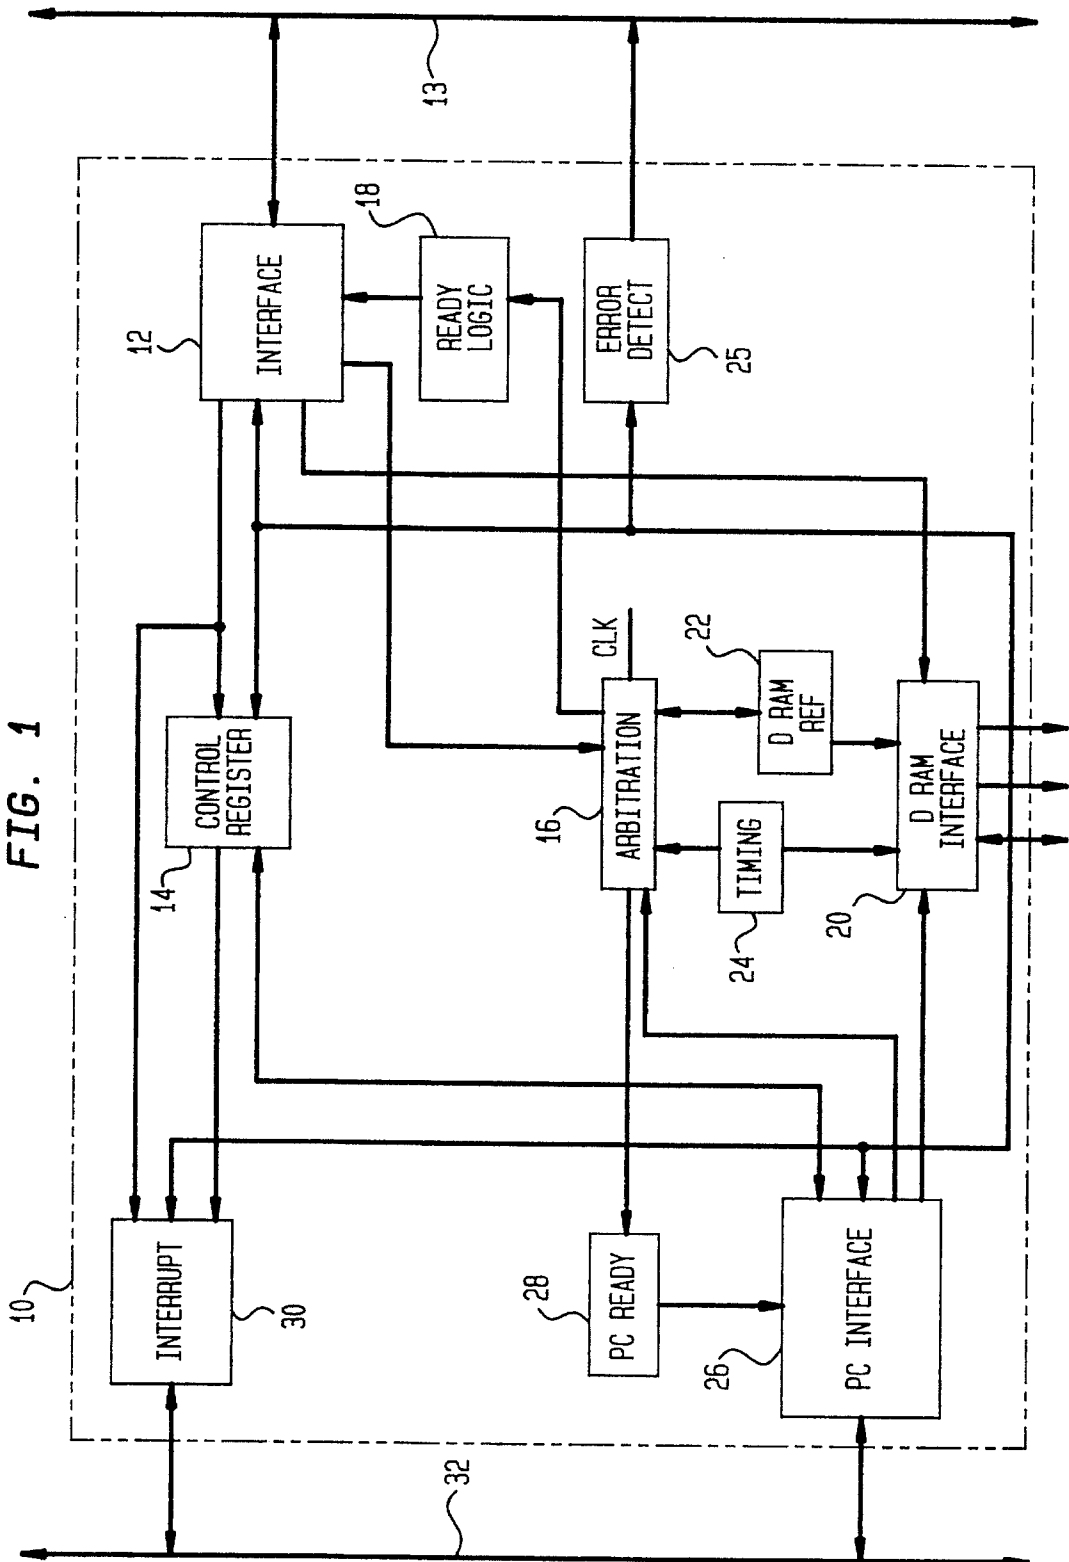 FIG. 1
10
INTERRUPT
30
32
14
CONTROL
REGISTER
12
INTERFACE
13
18
READY
LOGIC
28
PC READY
16
ARBITRATION
CLK
ERROR
DETECT
25
24
TIMING
22
D RAM
REF
26
PC INTERFACE
20
D RAM
INTERFACE